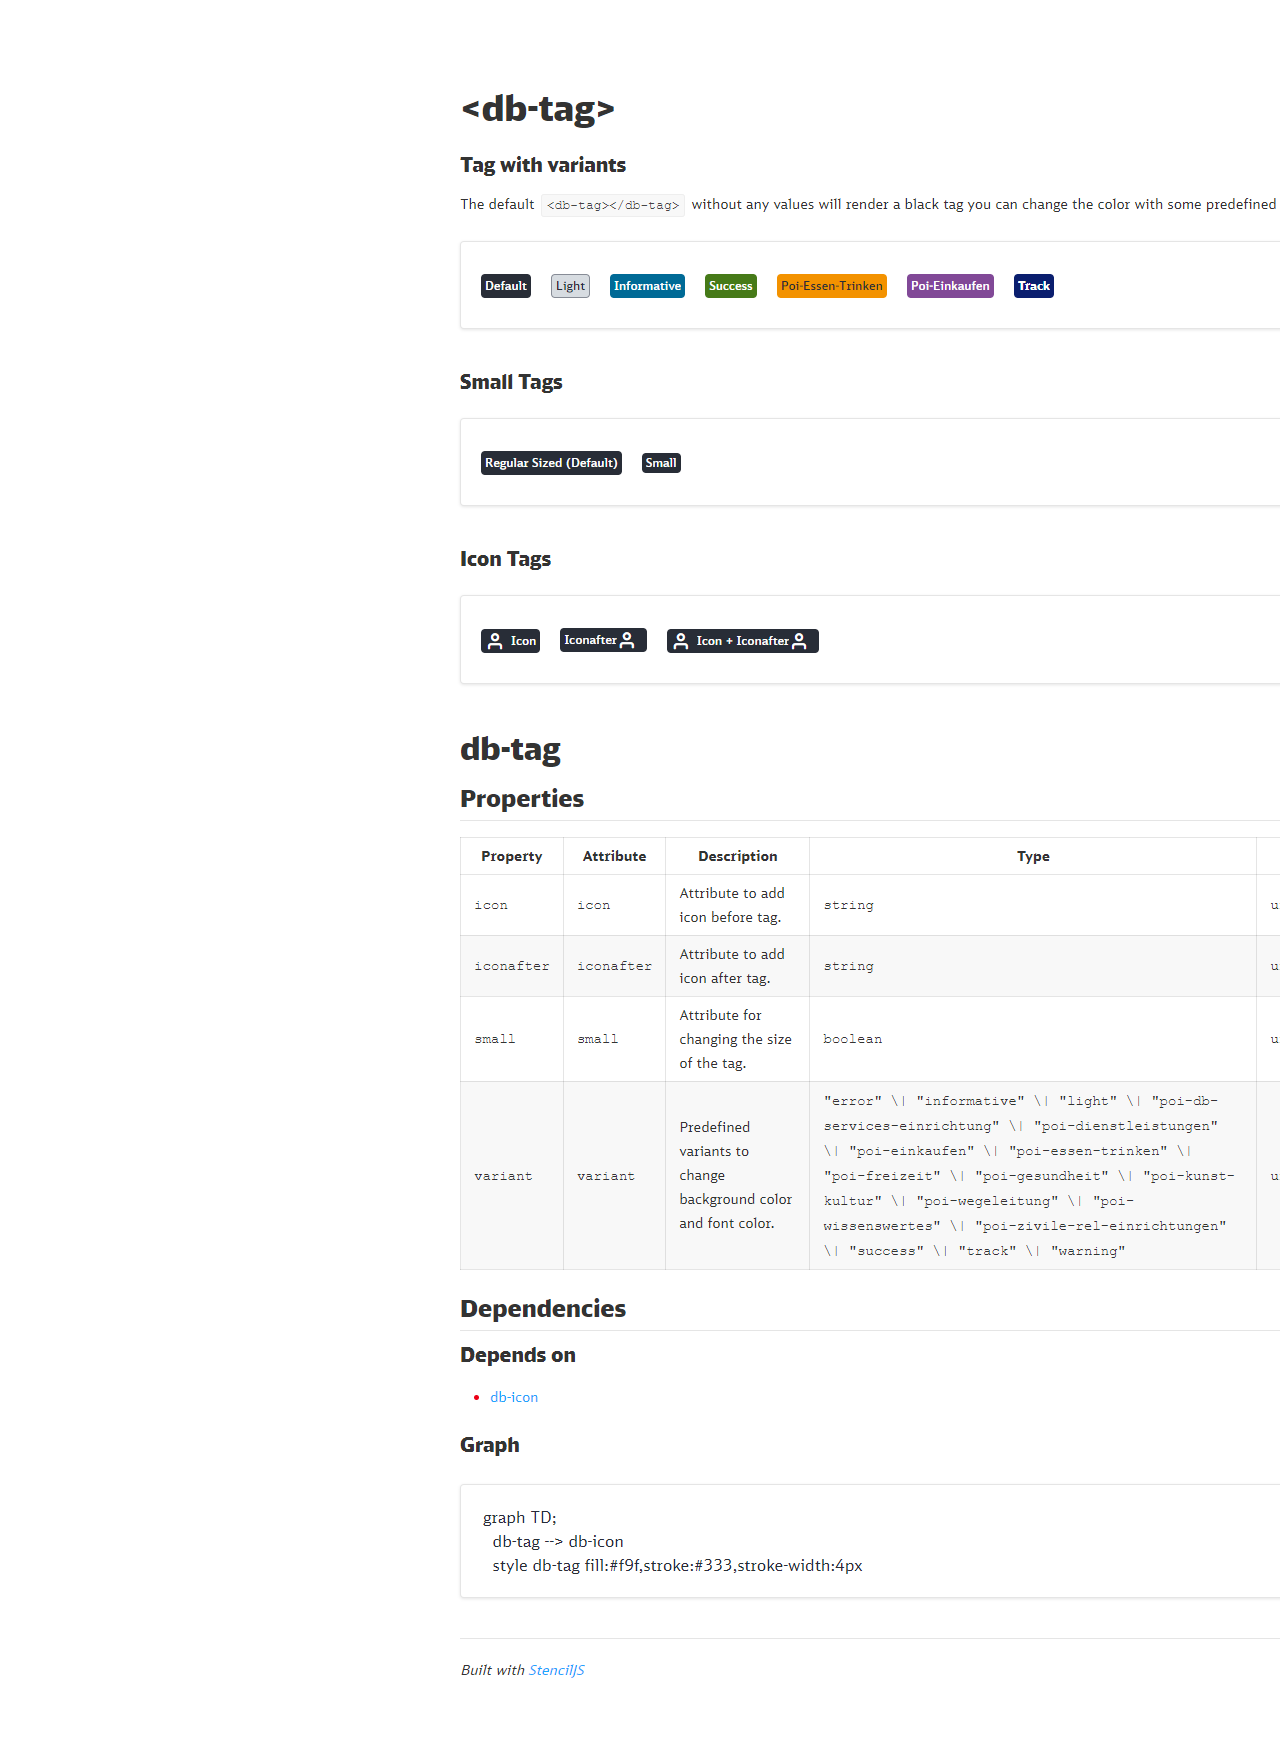 <db-tag>
Tag with variants
The default <db-tag></db-tag> without any values will render a black tag you can change the color with some predefined
Default Light Informative Success Poi-Essen-Trinken Poi-Einkaufen Track
Small Tags
Regular Sized (Default) Small
Icon Tags
Icon Iconafter Icon + Iconafter
db-tag
Properties
Property Attribute Description Type
icon icon Attribute to add icon before tag. string u
iconafter iconafter Attribute to add icon after tag. string u
small small Attribute for changing the size of the tag. boolean u
variant variant Predefined variants to change background color and font color. "error" \| "informative" \| "light" \| "poi-db-
services-einrichtung" \| "poi-dienstleistungen"
\| "poi-einkaufen" \| "poi-essen-trinken" \|
"poi-freizeit" \| "poi-gesundheit" \| "poi-kunst-
kultur" \| "poi-wegeleitung" \| "poi-
wissenswertes" \| "poi-zivile-rel-einrichtungen"
\| "success" \| "track" \| "warning" u
Dependencies
Depends on
db-icon
Graph
graph TD;
db-tag --> db-icon
style db-tag fill:#f9f,stroke:#333,stroke-width:4px
Built with StencilJS